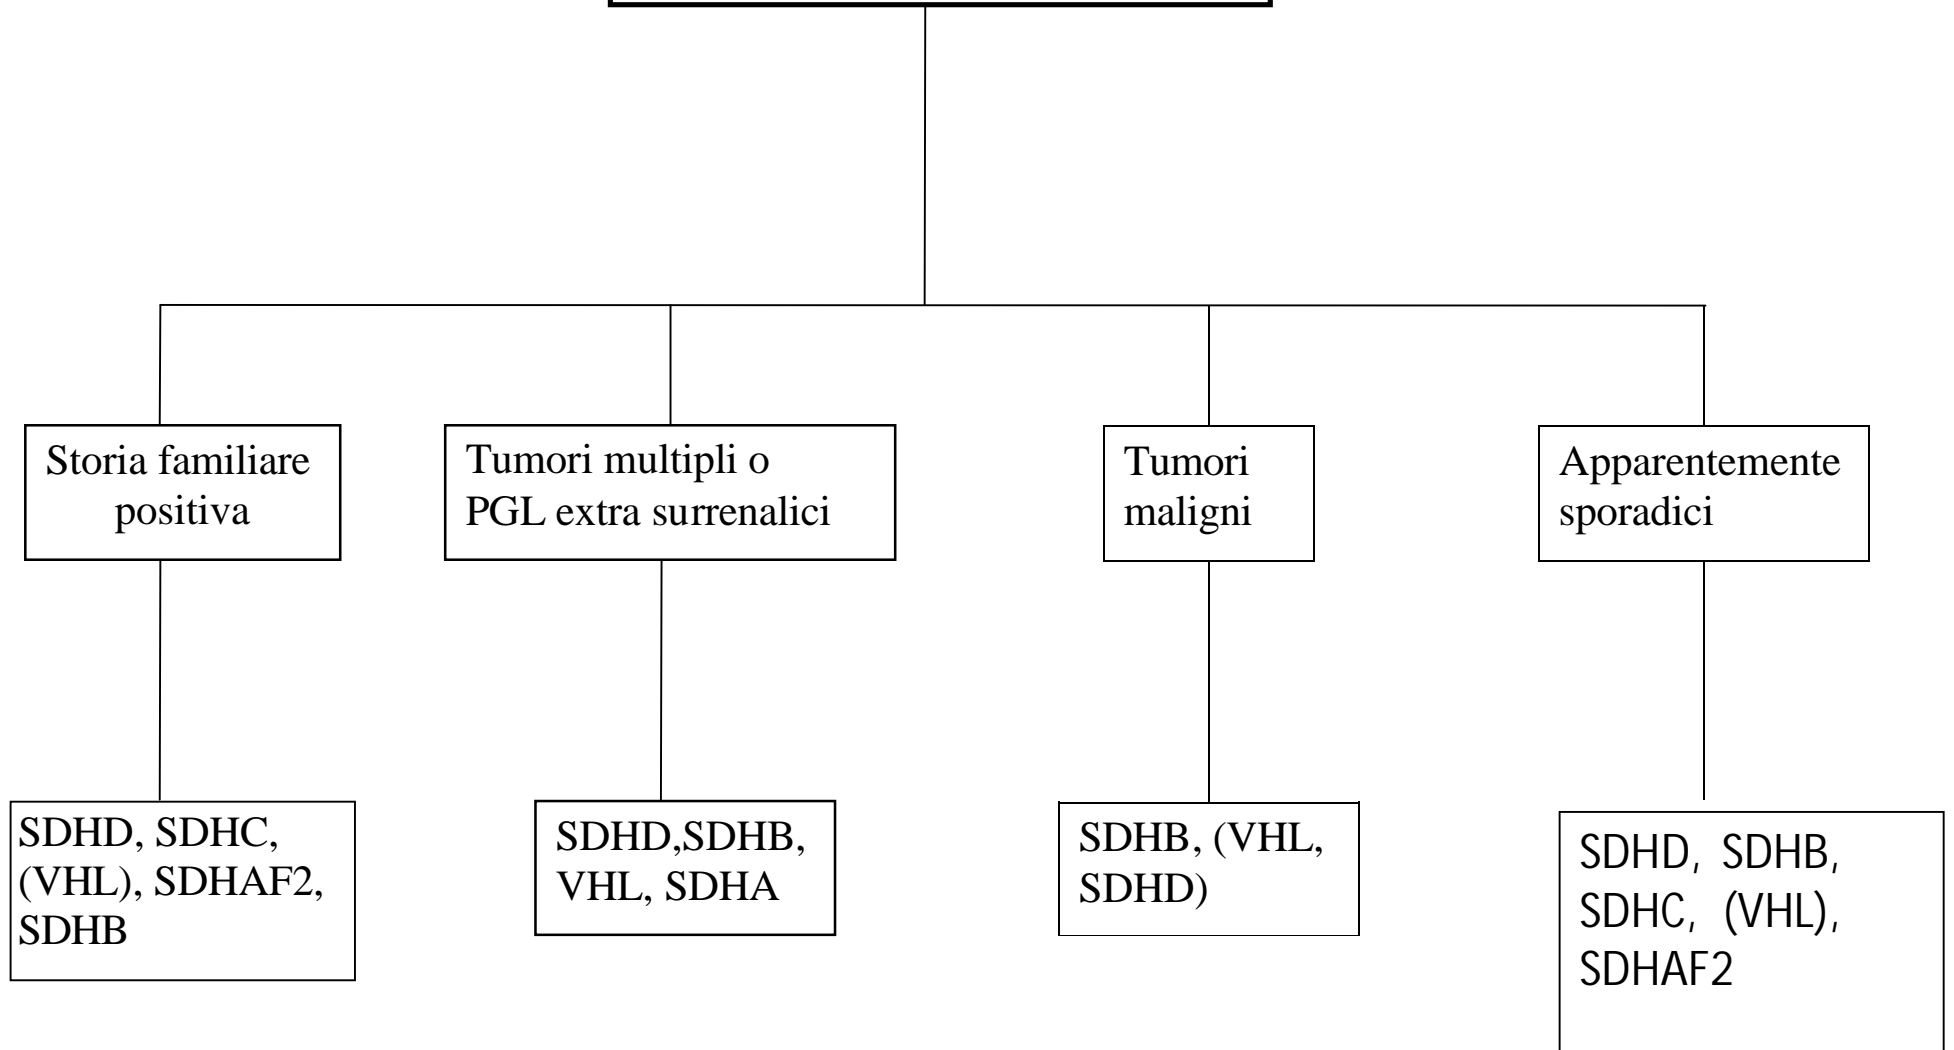 Storia familiare
positiva
Tumori multipli o
PGL extra surrenalici
Tumori
maligni
Apparentemente
sporadici
SDHD, SDHC,
(VHL), SDHAF2,
SDHB
SDHD,SDHB,
VHL, SDHA
SDHB, (VHL,
SDHD)
SDHD, SDHB,
SDHC, (VHL),
SDHAF2